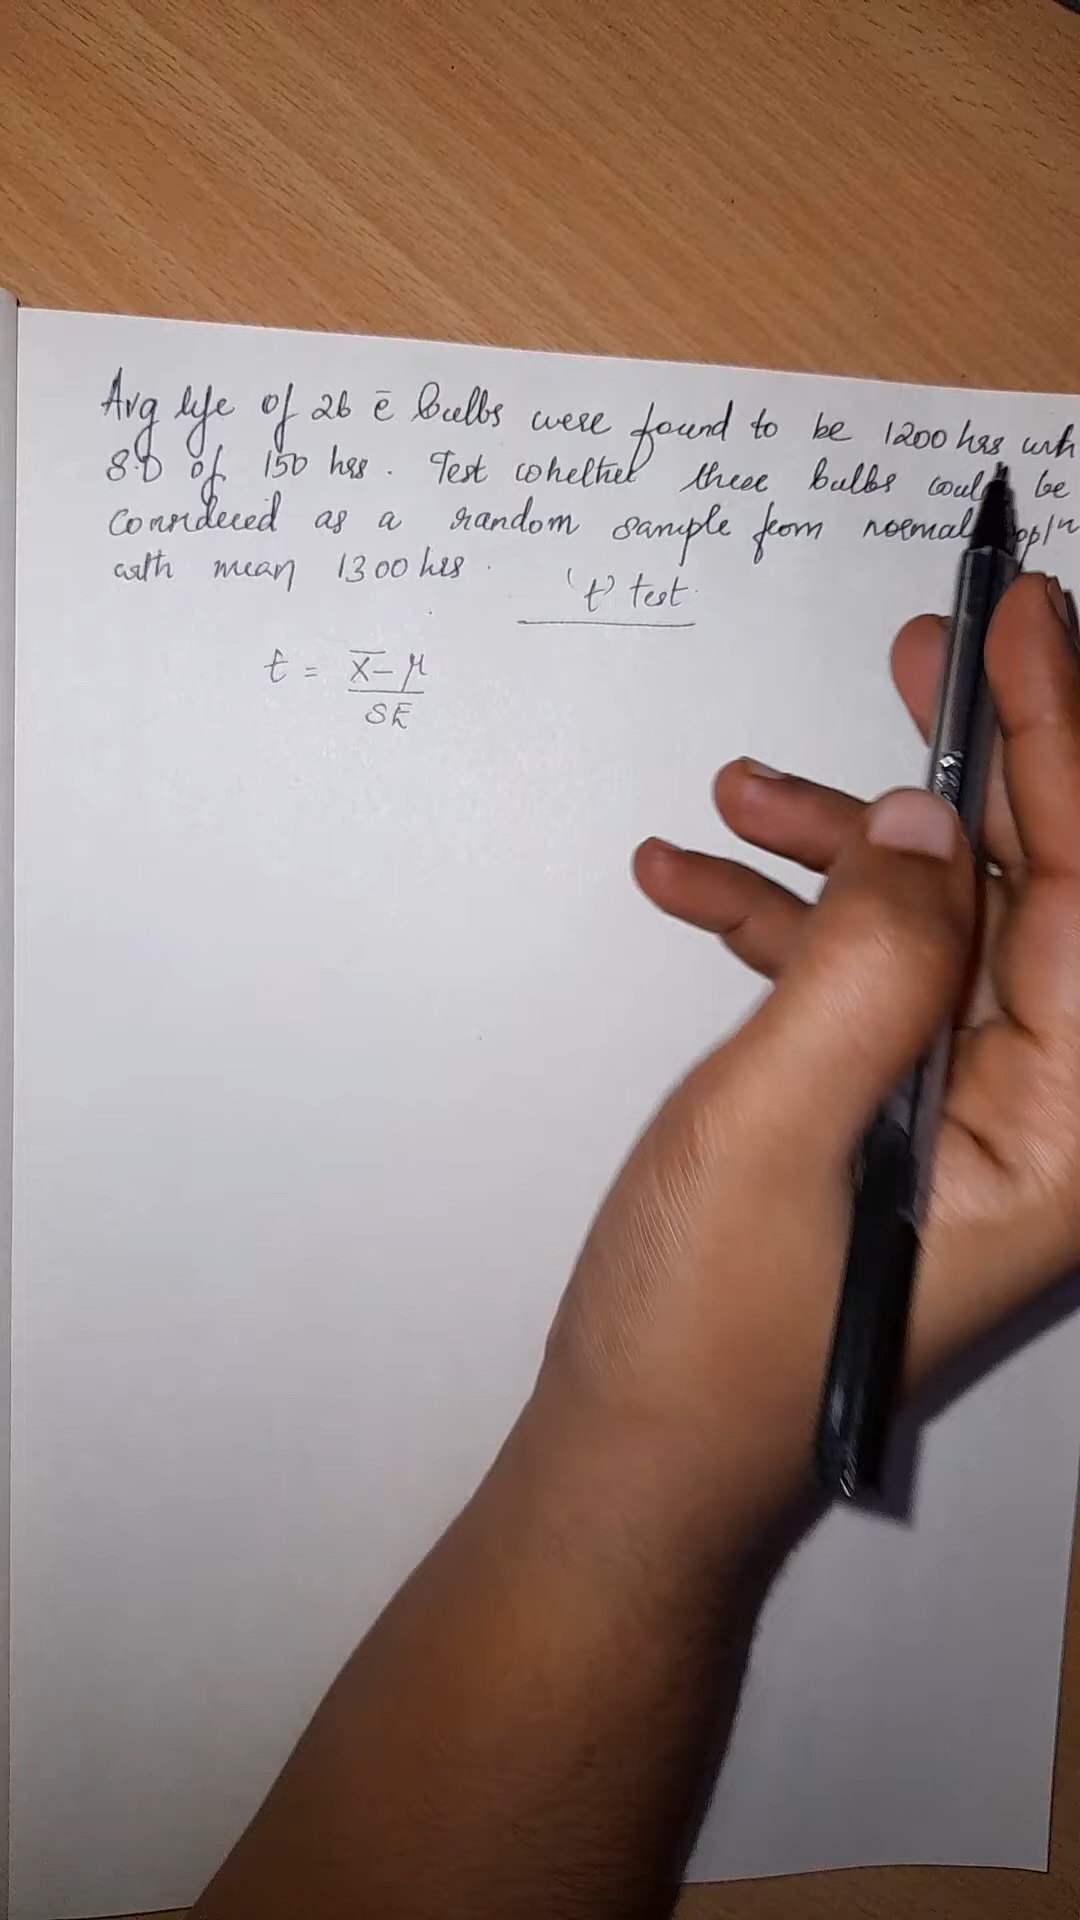 Avg life of 26 ē bulbs were found to be 1200 hrs with
S.D of 150 hrs. Test whether these bulbs could be
considered as a random sample from normal popln
with mean 1300 hrs.
't' test
t = x̄ - μ
SE